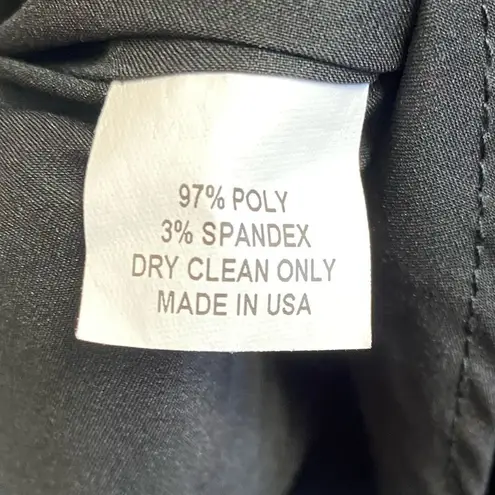 97% POLY
3% SPANDEX
DRY CLEAN ONLY
MADE IN USA